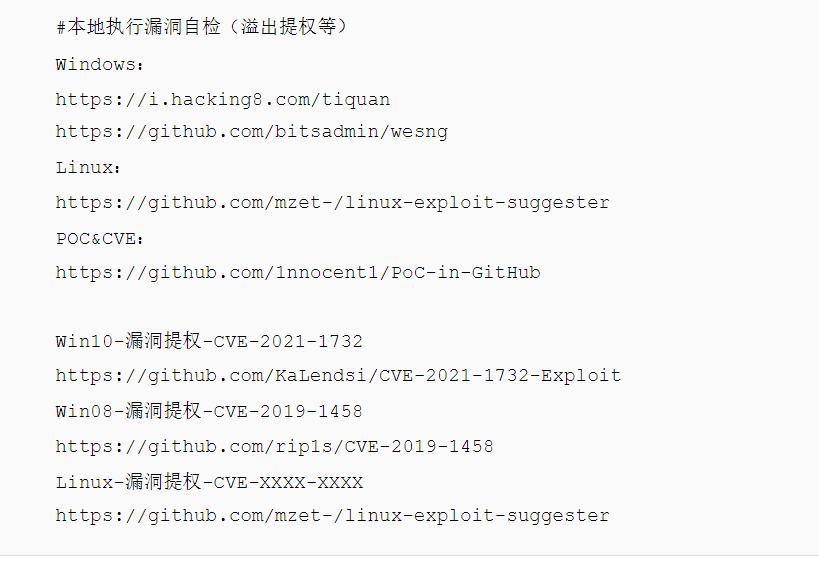 #本地执行漏洞自检（溢出提权等）
Windows：
https://i.hacking8.com/tiquan
https://github.com/bitsadmin/wesng
Linux：
https://github.com/mzet-/linux-exploit-suggester
POC&CVE：
https://github.com/1nnocent1/PoC-in-GitHub
Win10-漏洞提权-CVE-2021-1732
https://github.com/KaLendsi/CVE-2021-1732-Exploit
Win08-漏洞提权-CVE-2019-1458
https://github.com/rip1s/CVE-2019-1458
Linux-漏洞提权-CVE-XXXX-XXXX
https://github.com/mzet-/linux-exploit-suggester